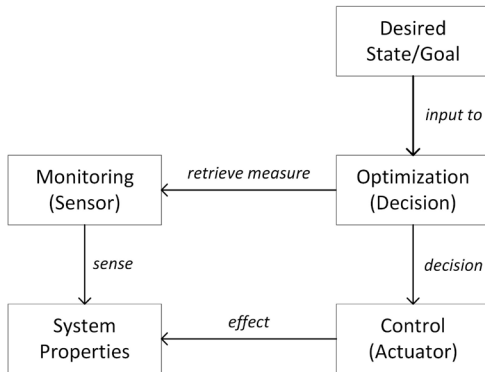 Desired
State/Goal
input to
Monitoring
(Sensor)
retrieve measure
Optimization
(Decision)
sense
decision
System
Properties
effect
Control
(Actuator)